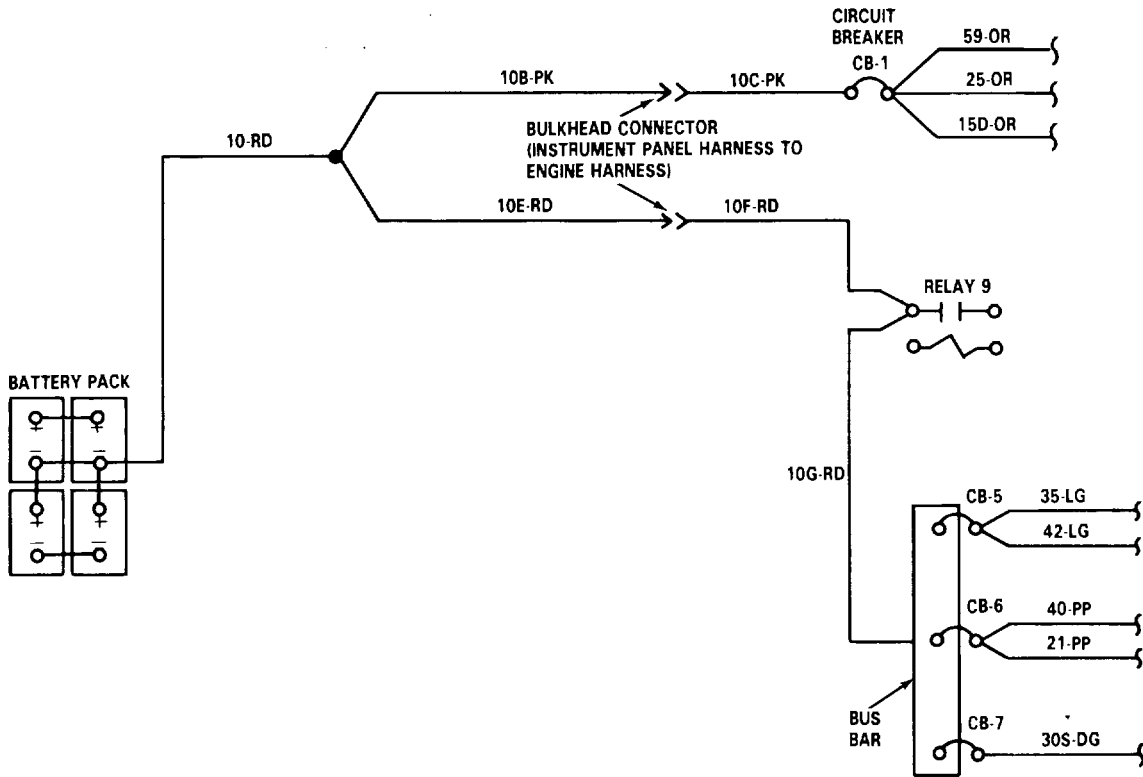 CIRCUIT
BREAKER
CB-1
59-OR
25-OR
15D-OR
10B-PK
10C-PK
BULKHEAD CONNECTOR
(INSTRUMENT PANEL HARNESS TO
ENGINE HARNESS)
10-RD
10E-RD
10F-RD
RELAY 9
BATTERY PACK
+ +
– –
+ +
– –
10G-RD
CB-5
35-LG
42-LG
CB-6
40-PP
21-PP
BUS
BAR
CB-7
30S-DG